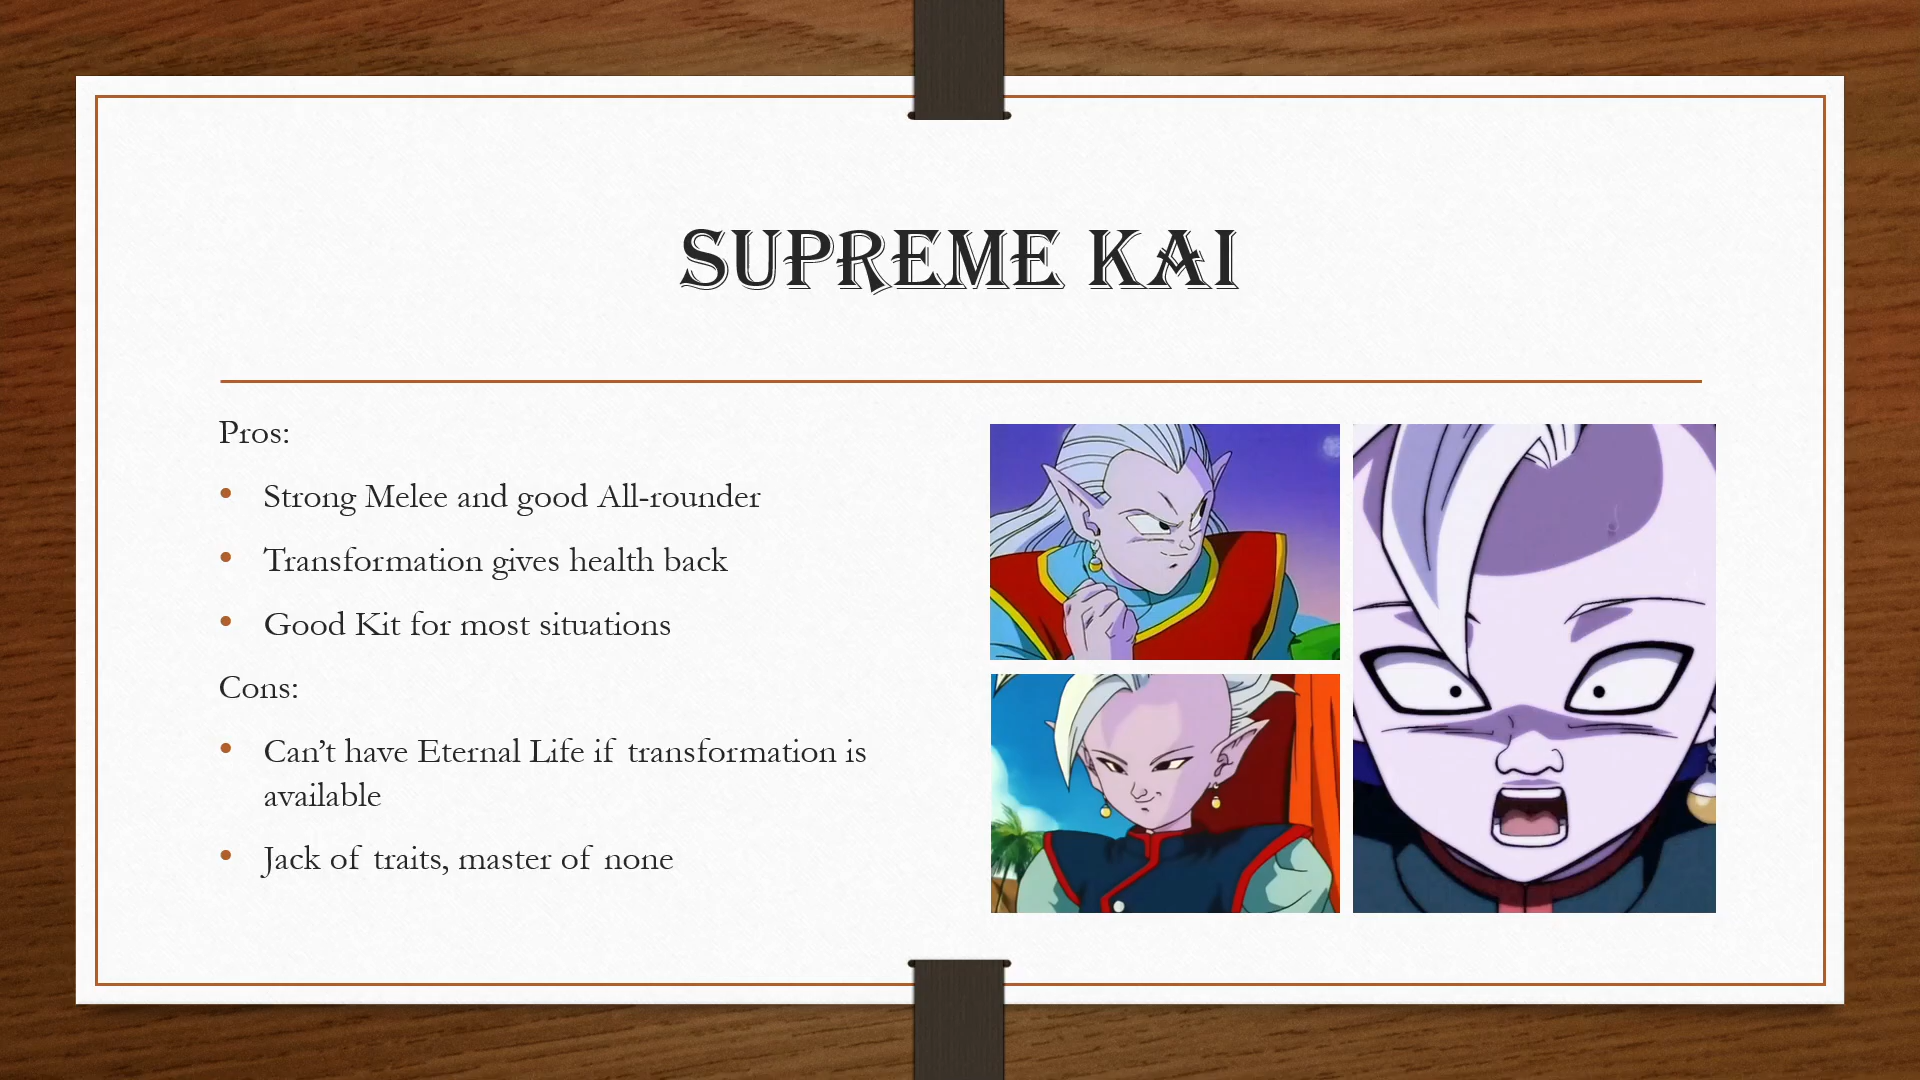 SUPREME KAI
Pros:
• Strong Melee and good All-rounder
• Transformation gives health back
• Good Kit for most situations
Cons:
• Can’t have Eternal Life if transformation is
available
• Jack of traits, master of none